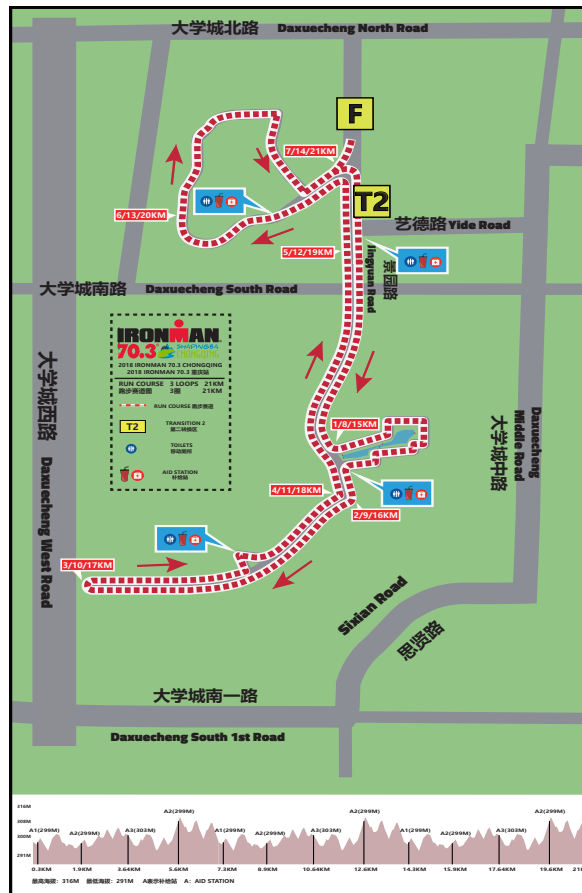 大学城北路 Daxuecheng North Road
F
7/14/21KM
T2
6/13/20KM
艺德路 Yide Road
5/12/19KM
景园路
Jingyuan Road
大学城南路 Daxuecheng South Road
IRONMAN
70.3 SHAPINGBA
CHONGQING
2018 IRONMAN 70.3 CHONGQING
2018 IRONMAN 70.3 重庆站
RUN COURSE 3 LOOPS 21KM
跑步赛道图 3圈 21KM
RUN COURSE 跑步赛道
T2 TRANSITION 2
第二转换区
TOILETS
移动厕所
AID STATION
补给站
大学城西路
Daxuecheng West Road
大学城中路
Daxuecheng
Middle Road
1/8/15KM
4/11/18KM
2/9/16KM
3/10/17KM
Sixian Road
思贤路
大学城南一路
Daxuecheng South 1st Road
316M
308M
300M
291M
A1(299M) A2(299M) A3(303M) A2(299M) A1(299M) A2(299M) A3(303M) A2(299M) A1(299M) A2(299M) A3(303M) A2(299M)
0.3KM 1.9KM 3.64KM 5.6KM 7.3KM 8.9KM 10.64KM 12.6KM 14.3KM 15.9KM 17.64KM 19.6KM
最高海拔：316M 最低海拔：291M A表示补给站 A：AID STATION